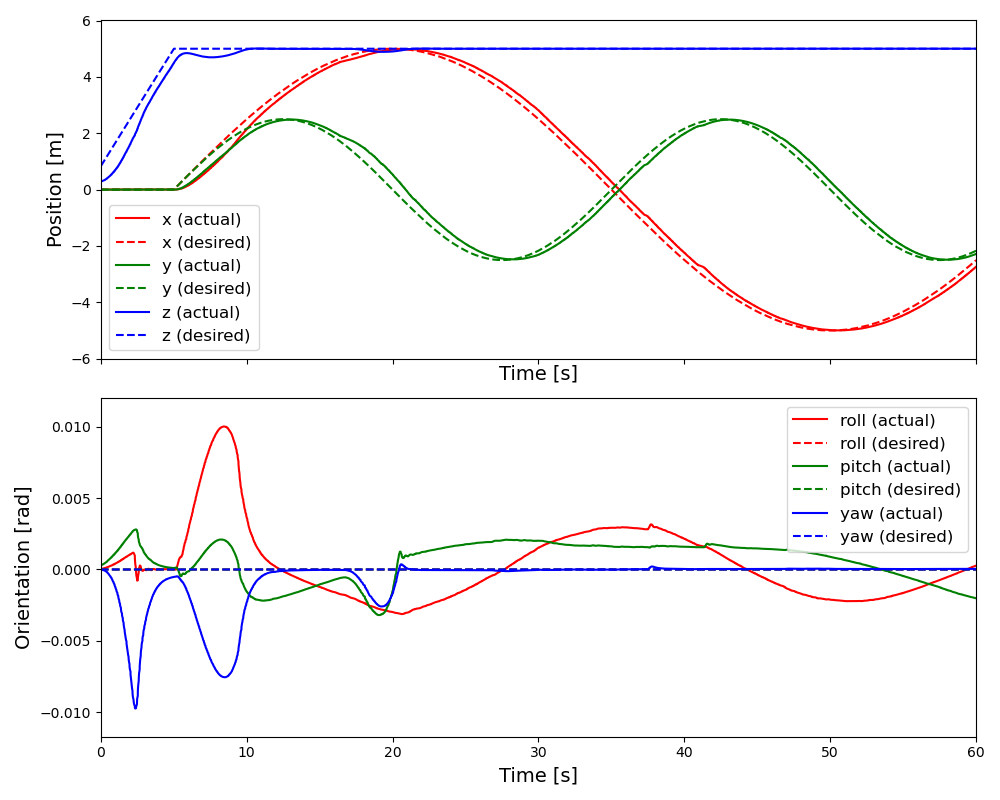 6
4
2
0
−2
−4
−6
Position [m]
x (actual)
x (desired)
y (actual)
y (desired)
z (actual)
z (desired)
Time [s]
0.010
0.005
0.000
−0.005
−0.010
Orientation [rad]
roll (actual)
roll (desired)
pitch (actual)
pitch (desired)
yaw (actual)
yaw (desired)
0 10 20 30 40 50 60
Time [s]